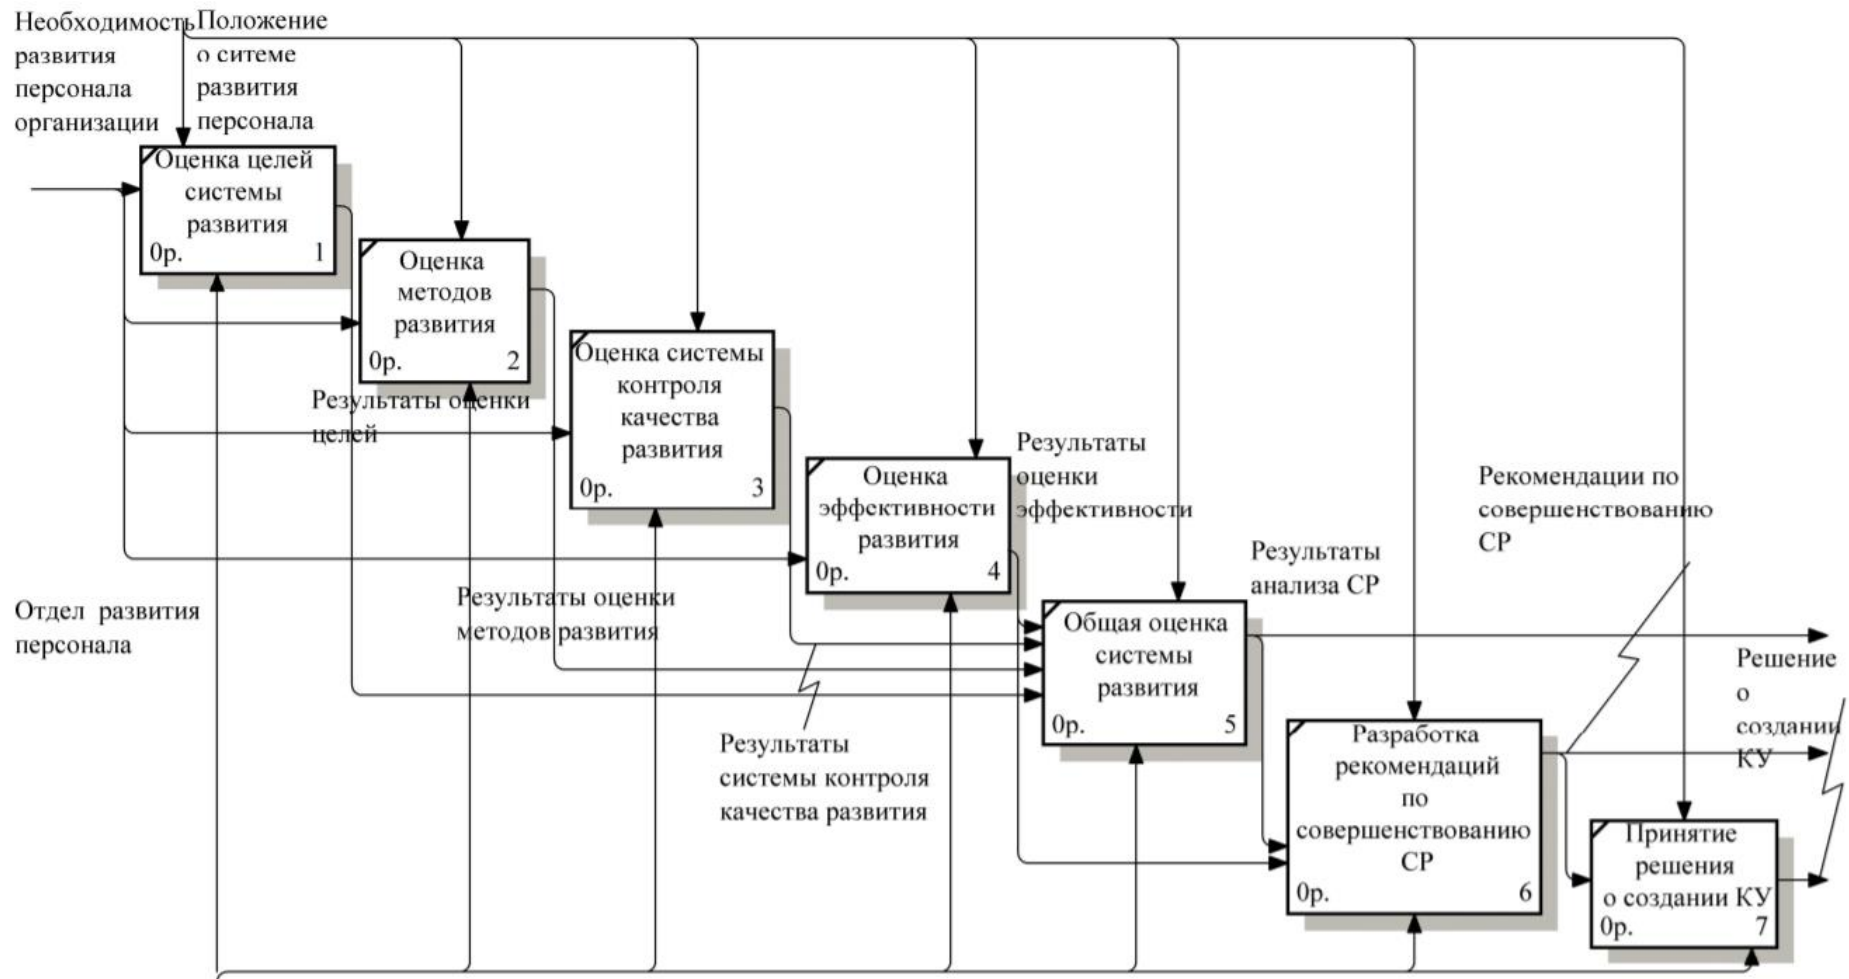 Необходимость
развития
персонала
организации
Положение
о ситеме
развития
персонала
Оценка целей
системы
развития
0р. 1
Оценка
методов
развития
0р. 2
Результаты оценки
целей
Оценка системы
контроля
качества
развития
0р. 3
Оценка
эффективности
развития
0р. 4
Результаты
оценки
эффективности
Рекомендации по
совершенствованию
СР
Результаты
анализа СР
Отдел развития
персонала
Результаты оценки
методов развития
Общая оценка
системы
развития
0р. 5
Решение
о
создании
КУ
Результаты
системы контроля
качества развития
Разработка
рекомендаций
по
совершенствованию
СР
0р. 6
Принятие
решения
о создании КУ
0р. 7